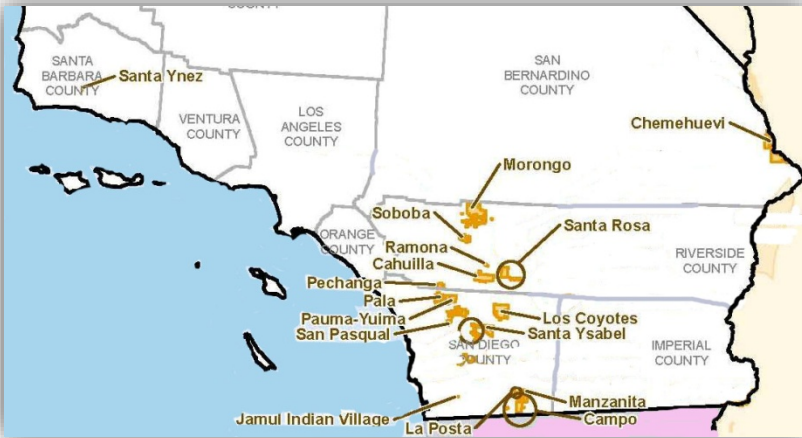 COUNTY
SANTA
BARBARA
COUNTY
Santa Ynez
VENTURA
COUNTY
LOS
ANGELES
COUNTY
SAN
BERNARDINO
COUNTY
Chemehuevi
Morongo
Soboba
ORANGE
COUNTY
Santa Rosa
Ramona
Cahuilla
RIVERSIDE
COUNTY
Pechanga
Pala
Pauma-Yuima
San Pasqual
Los Coyotes
Santa Ysabel
SAN DIEGO
COUNTY
IMPERIAL
COUNTY
Manzanita
Jamul Indian Village
Campo
La Posta